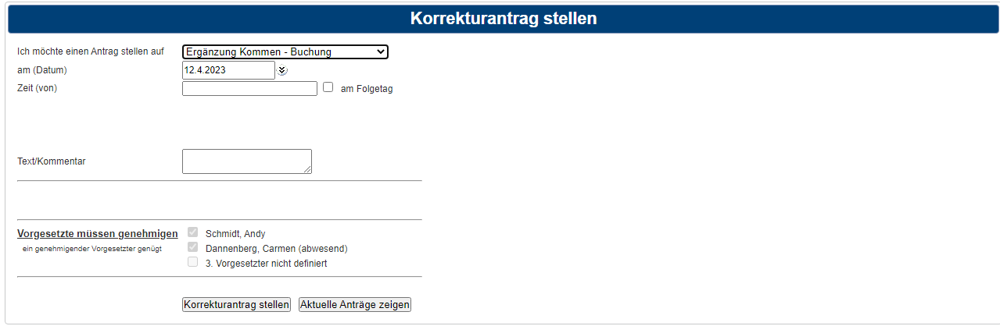 Korrekturantrag stellen
Ich möchte einen Antrag stellen auf Ergänzung Kommen - Buchung
am (Datum) 12.4.2023
Zeit (von) am Folgetag
Text/Kommentar
Vorgesetzte müssen genehmigen Schmidt, Andy
ein genehmigender Vorgesetzter genügt Dannenberg, Carmen (abwesend)
3. Vorgesetzter nicht definiert
Korrekturantrag stellen Aktuelle Anträge zeigen